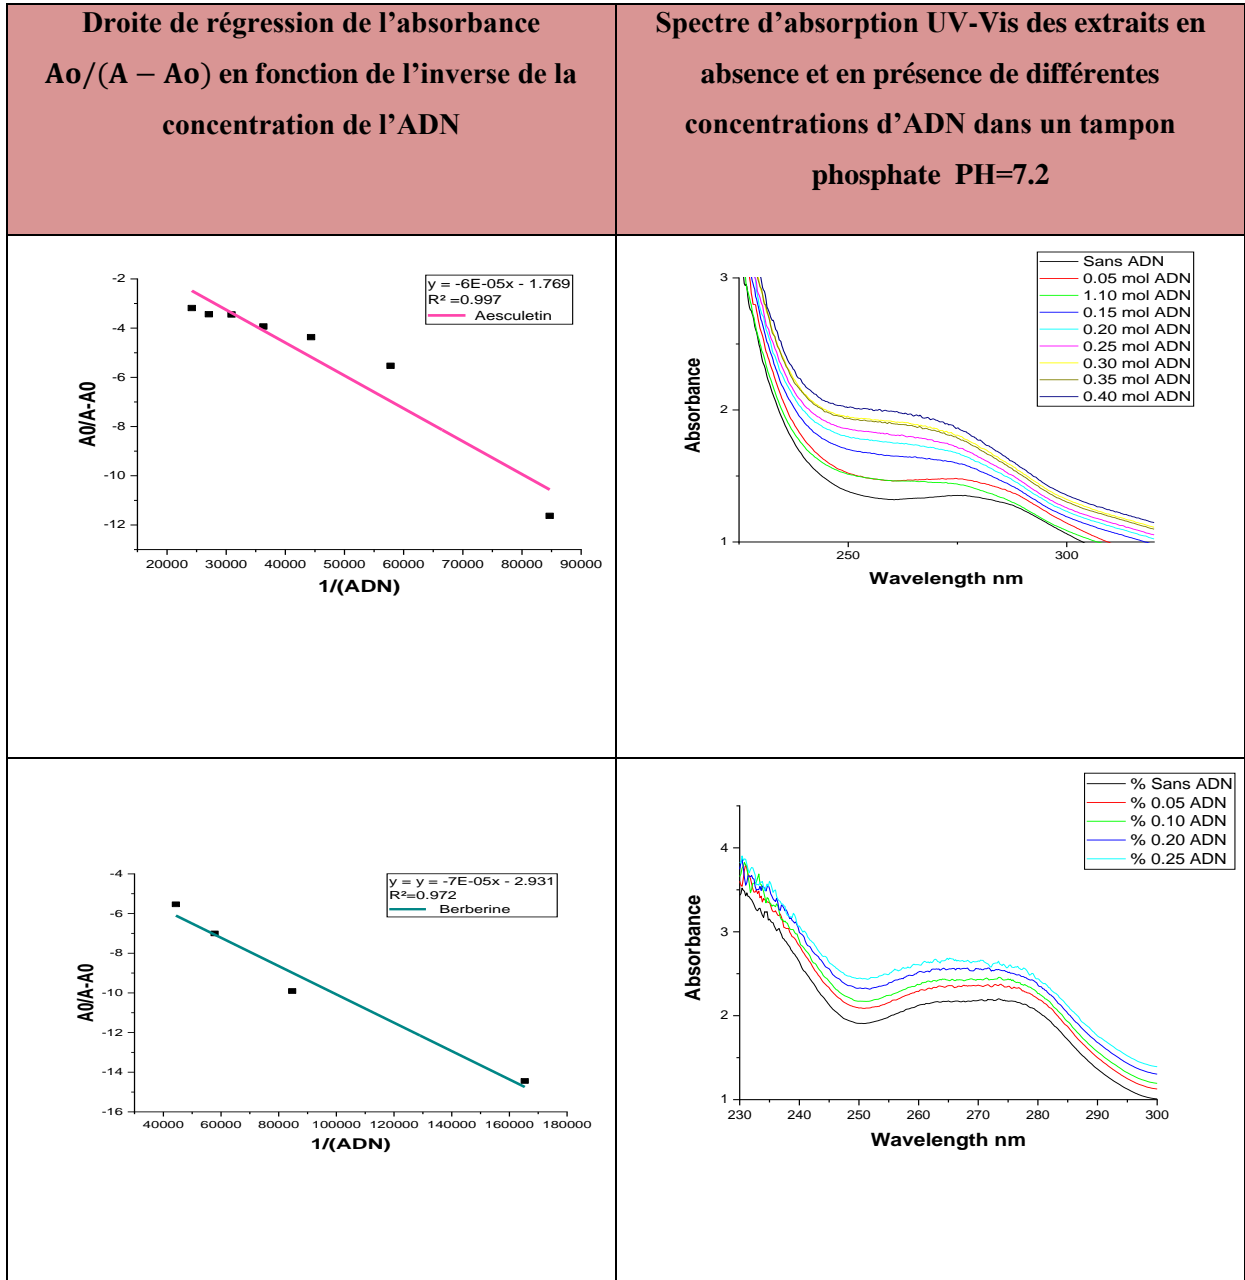 Droite de régression de l’absorbance
Ao/(A − Ao) en fonction de l’inverse de la
concentration de l’ADN
Spectre d’absorption UV-Vis des extraits en
absence et en présence de différentes
concentrations d’ADN dans un tampon
phosphate PH=7.2
y = -6E-05x - 1.769
R² =0.997
Aesculetin
-2
-4
-6
-8
-10
-12
A0/A-A0
20000 30000 40000 50000 60000 70000 80000 90000
1/(ADN)
Sans ADN
0.05 mol ADN
1.10 mol ADN
0.15 mol ADN
0.20 mol ADN
0.25 mol ADN
0.30 mol ADN
0.35 mol ADN
0.40 mol ADN
3
2
1
Absorbance
250 300
Wavelength nm
y = y = -7E-05x - 2.931
R²=0.972
Berberine
-4
-6
-8
-10
-12
-14
-16
A0/A-A0
40000 60000 80000 100000 120000 140000 160000 180000
1/(ADN)
% Sans ADN
% 0.05 ADN
% 0.10 ADN
% 0.20 ADN
% 0.25 ADN
4
3
2
1
Absorbance
230 240 250 260 270 280 290 300
Wavelength nm